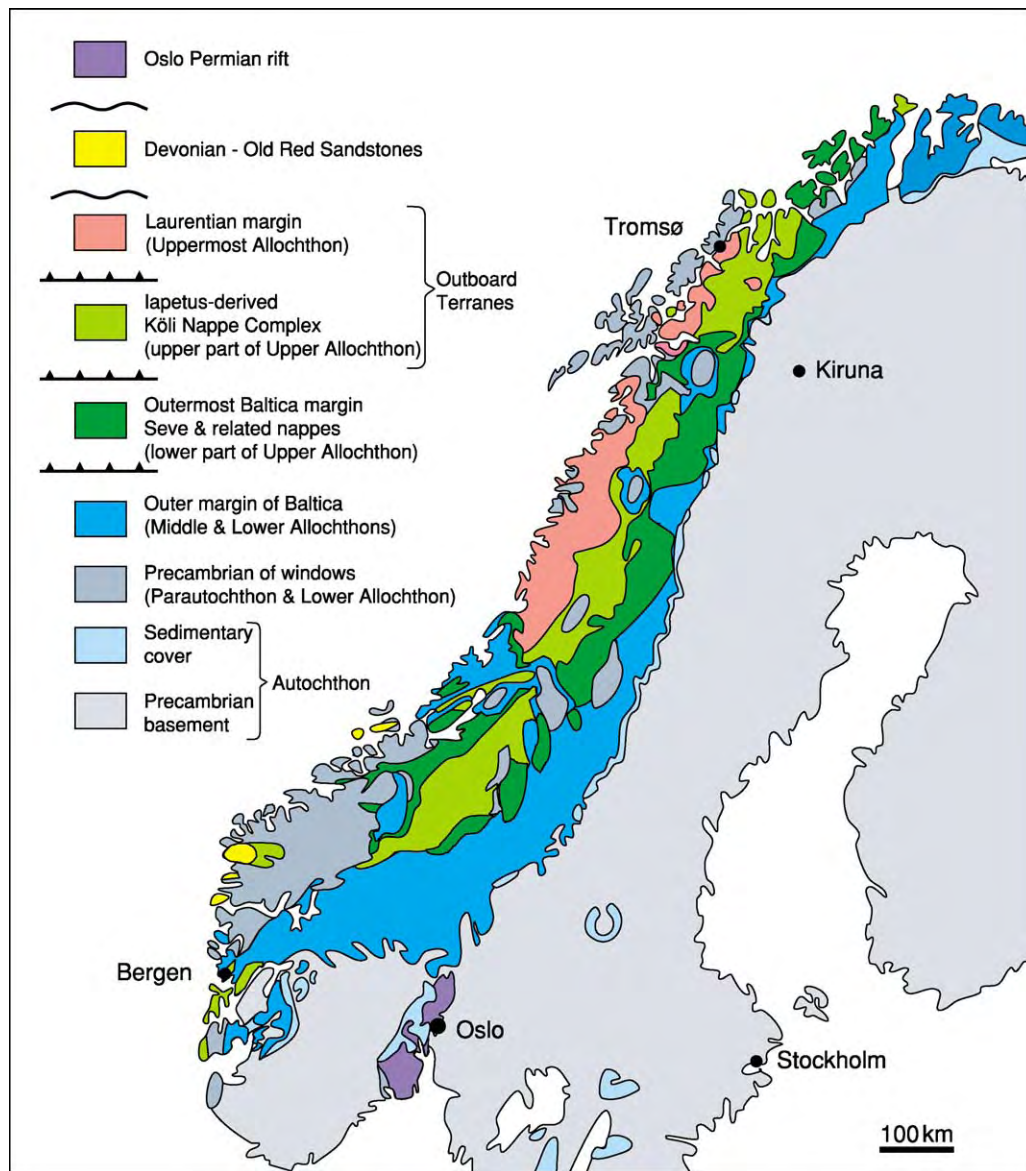 Oslo Permian rift
Devonian - Old Red Sandstones
Laurentian margin
(Uppermost Allochthon)
Iapetus-derived
Köli Nappe Complex
(upper part of Upper Allochthon)
Outboard
Terranes
Outermost Baltica margin
Seve & related nappes
(lower part of Upper Allochthon)
Outer margin of Baltica
(Middle & Lower Allochthons)
Precambrian of windows
(Parautochthon & Lower Allochthon)
Sedimentary
cover
Precambrian
basement
Autochthon
Tromsø
Kiruna
Bergen
Oslo
Stockholm
100 km